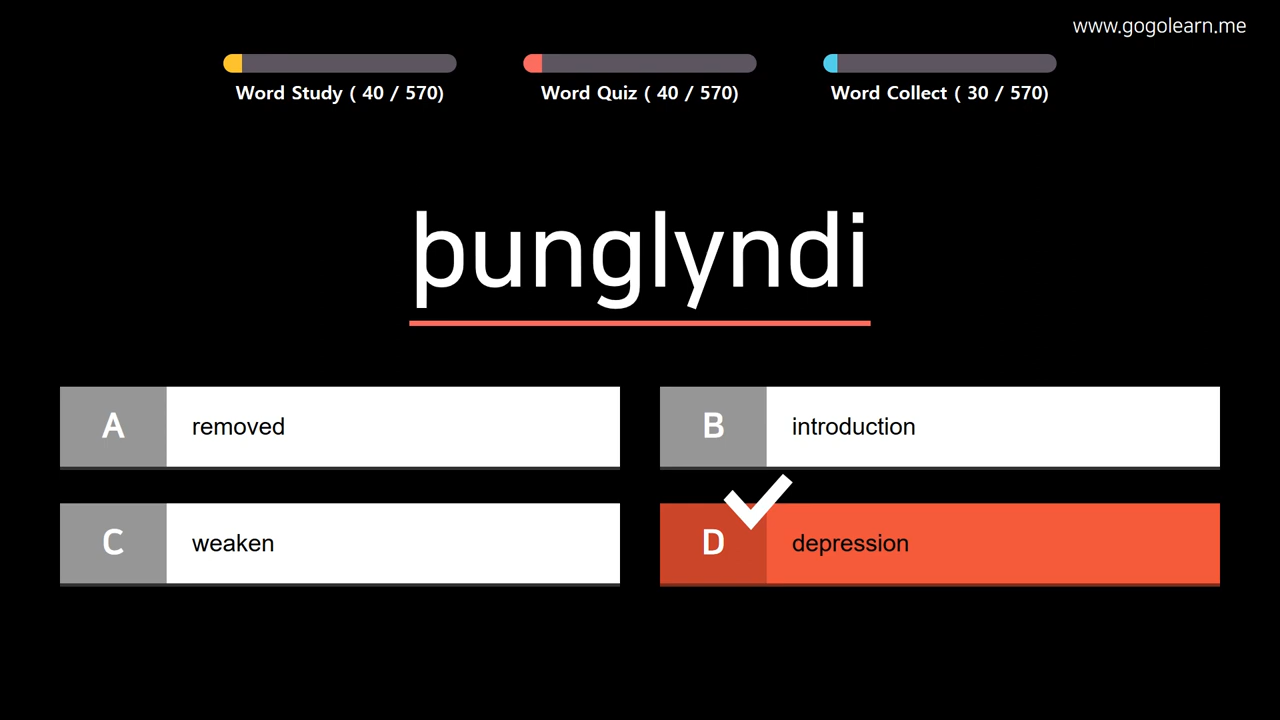 www.gogolearn.me
Word Study ( 40 / 570)
Word Quiz ( 40 / 570)
Word Collect ( 30 / 570)
þunglyndi
A removed
B introduction
C weaken
D depression